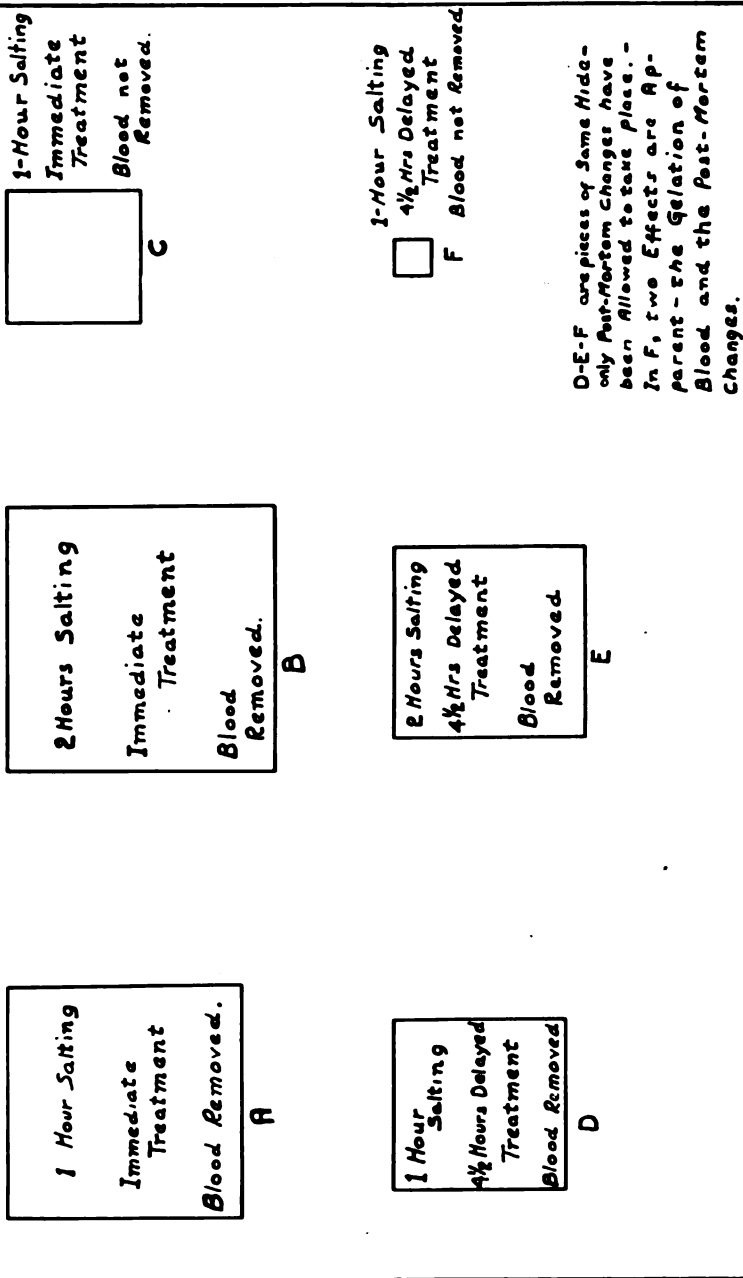 1 Hour Salting
Immediate
Treatment
Blood Removed.
A
2 Hours Salting
Immediate
Treatment
Blood
Removed.
B
1-Hour Salting
Immediate
Treatment
Blood not
Removed.
C
1 Hour
Salting
4½ Hours Delayed
Treatment
Blood Removed
D
2 Hours Salting
4½ Hrs Delayed
Treatment
Blood
Removed
E
1-Hour Salting
4½ Hrs Delayed
Treatment
Blood not Removed
F
D-E-F are pieces of Same Hide-
only Post-Mortem Changes have
been Allowed to take place.-
In F, two Effects are Ap-
parent - the Gelation of
Blood and the Post-Mortem
Changes.